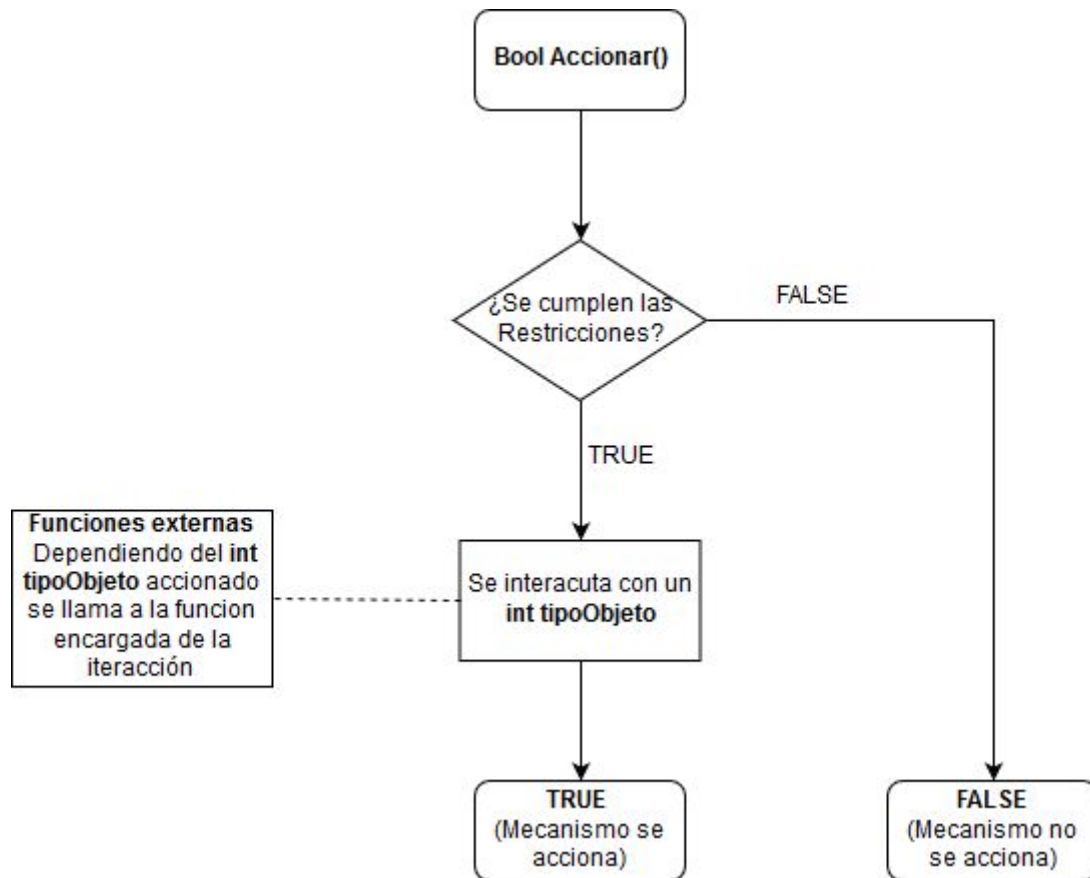 Bool Accionar()
¿Se cumplen las
Restricciones?
FALSE
TRUE
Funciones externas
Dependiendo del int
tipoObjeto accionado
se llama a la funcion
encargada de la
iteracción
Se interacuta con un
int tipoObjeto
TRUE
(Mecanismo se
acciona)
FALSE
(Mecanismo no
se acciona)